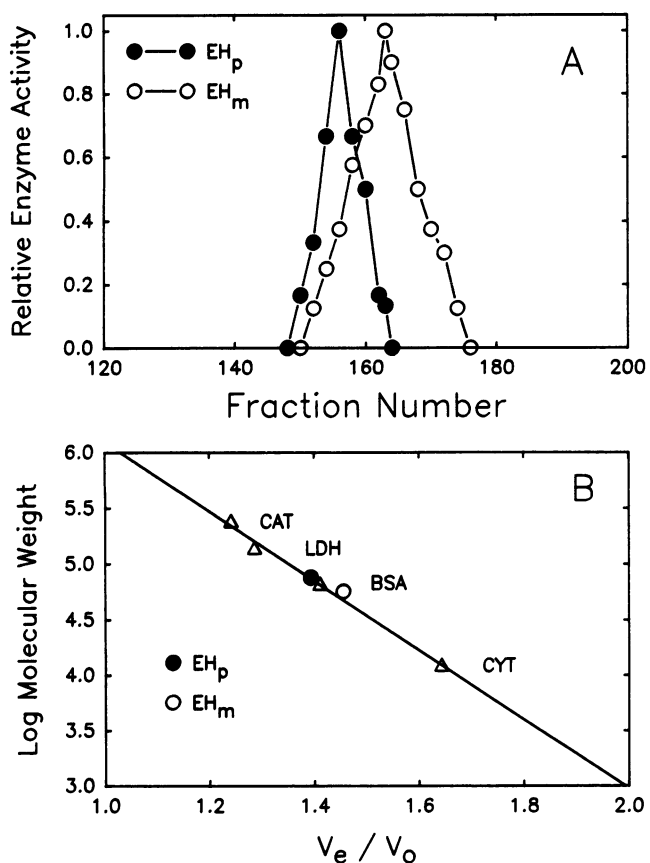 A
Relative Enzyme Activity
1.0
0.8
0.6
0.4
0.2
0.0
EHp
EHm
120 140 160 180 200
Fraction Number
B
Log Molecular Weight
6.0
5.5
5.0
4.5
4.0
3.5
3.0
CAT
LDH
BSA
CYT
EHp
EHm
1.0 1.2 1.4 1.6 1.8 2.0
Ve / Vo